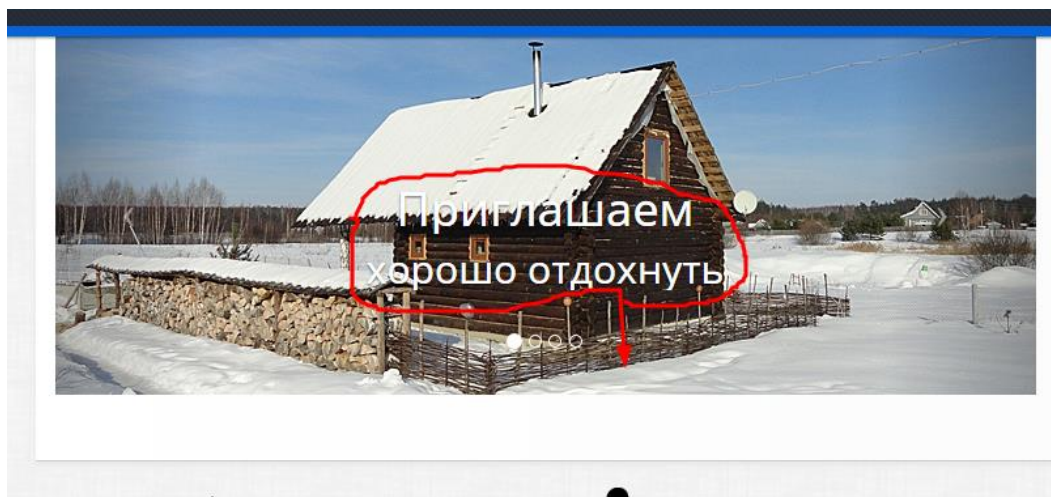 Приглашаем
хорошо отдохнуть